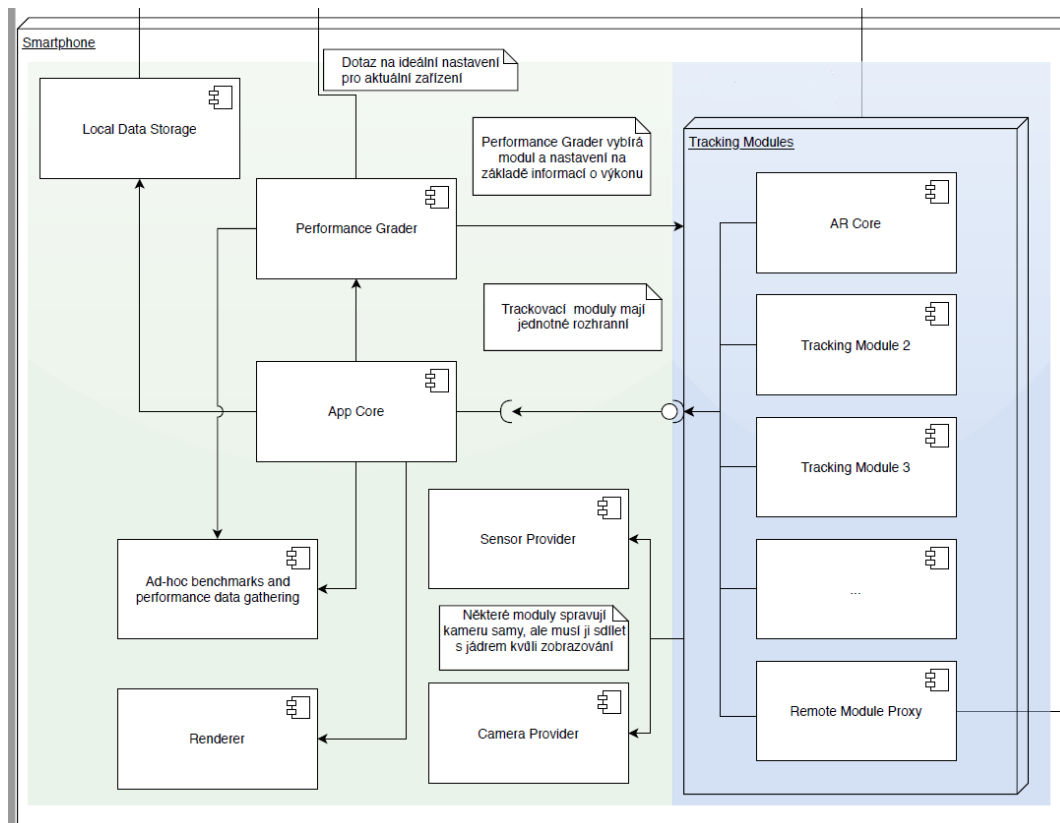 Smartphone
Dotaz na ideální nastavení
pro aktuální zařízení
Local Data Storage
Performance Grader vybírá
modul a nastavení na
základě informací o výkonu
Tracking Modules
Performance Grader
AR Core
Trackovací moduly mají
jednotné rozhranní
Tracking Module 2
App Core
Tracking Module 3
Sensor Provider
Ad-hoc benchmarks and
performance data gathering
...
Některé moduly spravují
kameru samy, ale musí ji sdílet
s jádrem kvůli zobrazování
Remote Module Proxy
Renderer
Camera Provider